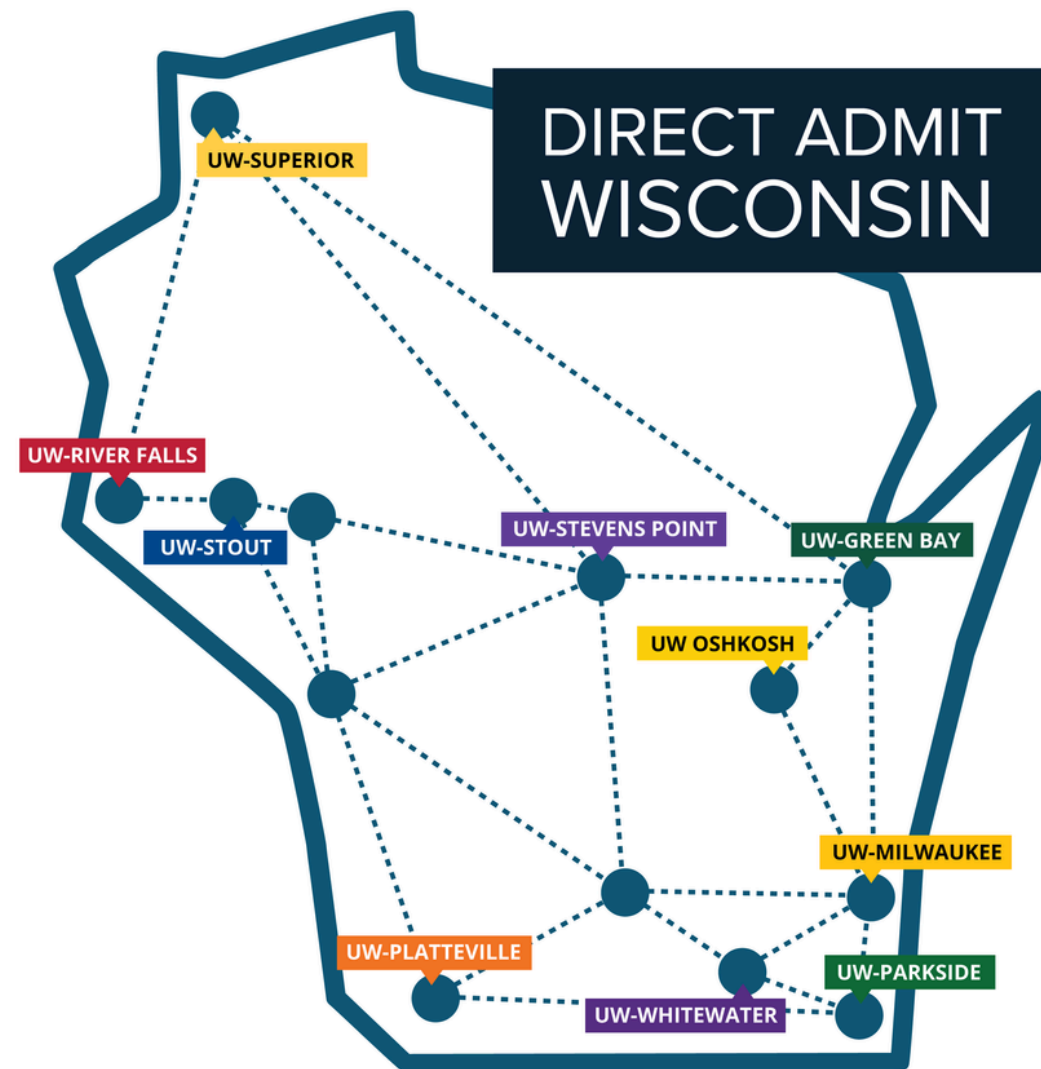 DIRECT ADMIT
WISCONSIN
UW-SUPERIOR
UW-RIVER FALLS
UW-STOUT
UW-STEVENS POINT
UW-GREEN BAY
UW OSHKOSH
UW-MILWAUKEE
UW-PLATTEVILLE
UW-PARKSIDE
UW-WHITEWATER